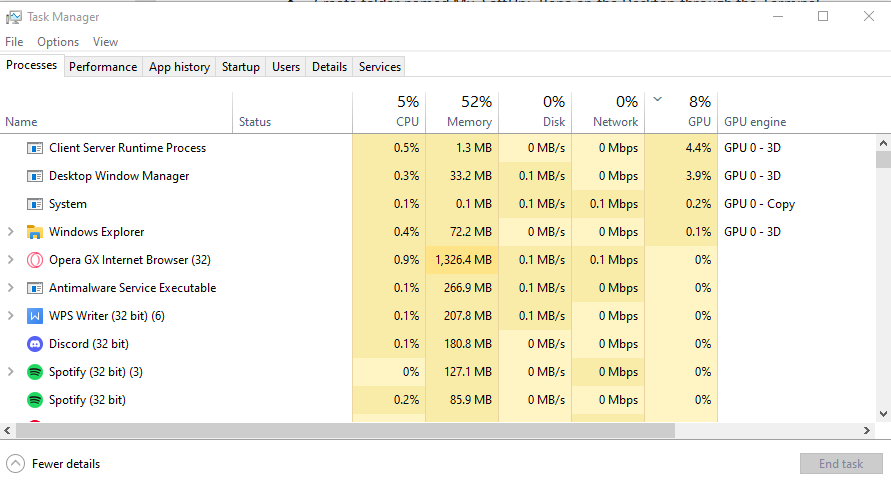 Task Manager
File Options View
Processes Performance App history Startup Users Details Services
5% 52% 0% 0% 8%
Name Status CPU Memory Disk Network GPU GPU engine
Client Server Runtime Process 0.5% 1.3 MB 0 MB/s 0 Mbps 4.4% GPU 0 - 3D
Desktop Window Manager 0.3% 33.2 MB 0.1 MB/s 0 Mbps 3.9% GPU 0 - 3D
System 0.1% 0.1 MB 0.1 MB/s 0.1 Mbps 0.2% GPU 0 - Copy
Windows Explorer 0.4% 72.2 MB 0 MB/s 0 Mbps 0.1% GPU 0 - 3D
Opera GX Internet Browser (32) 0.9% 1,326.4 MB 0.1 MB/s 0.1 Mbps 0%
Antimalware Service Executable 0.1% 266.9 MB 0.1 MB/s 0 Mbps 0%
WPS Writer (32 bit) (6) 0.1% 207.8 MB 0.1 MB/s 0 Mbps 0%
Discord (32 bit) 0.1% 180.8 MB 0 MB/s 0 Mbps 0%
Spotify (32 bit) (3) 0% 127.1 MB 0 MB/s 0 Mbps 0%
Spotify (32 bit) 0.2% 85.9 MB 0 MB/s 0 Mbps 0%
Fewer details End task